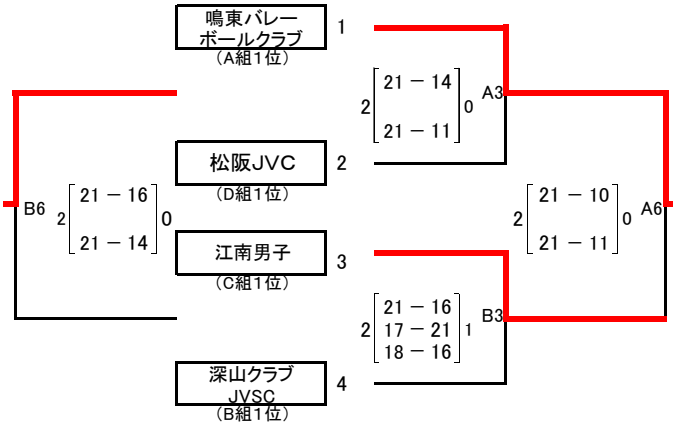 鳴東バレー
ボールクラブ
1
(A組1位)
2 21 － 14 0 A3
21 － 11
松阪JVC
2
(D組1位)
B6
2 21 － 16 0
21 － 14
2 21 － 10 0 A6
21 － 11
江南男子
3
(C組1位)
21 － 16
2 17 － 21 1 B3
18 － 16
深山クラブ
JVSC
4
(B組1位)